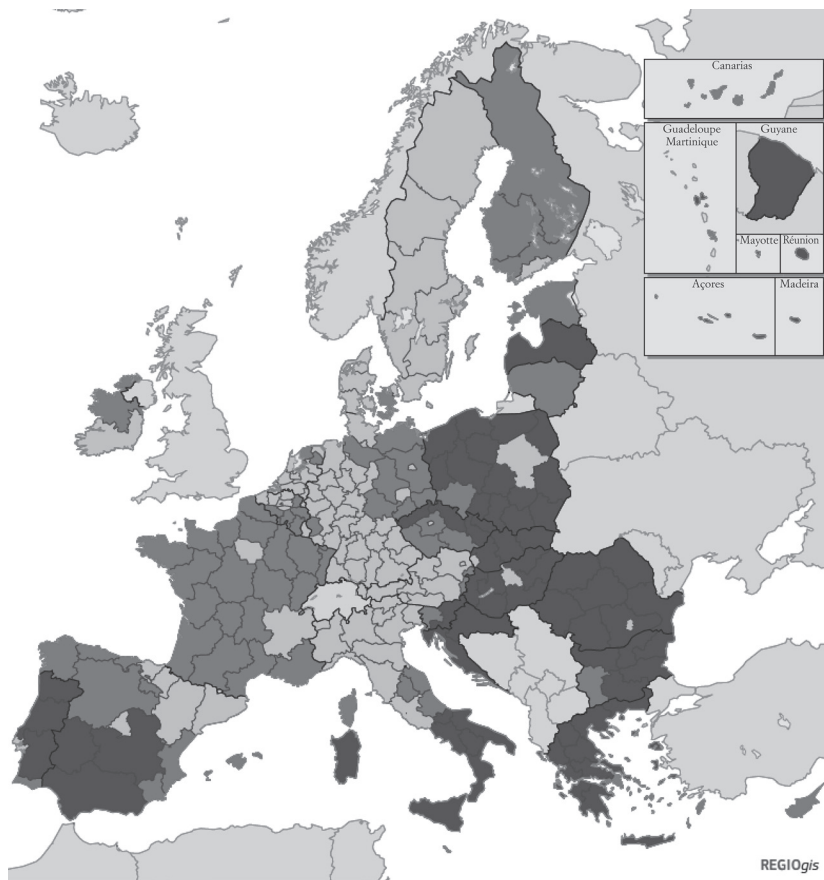 Canarias
Guadeloupe
Martinique
Guyane
Mayotte
Réunion
Açores
Madeira
REGIOgis